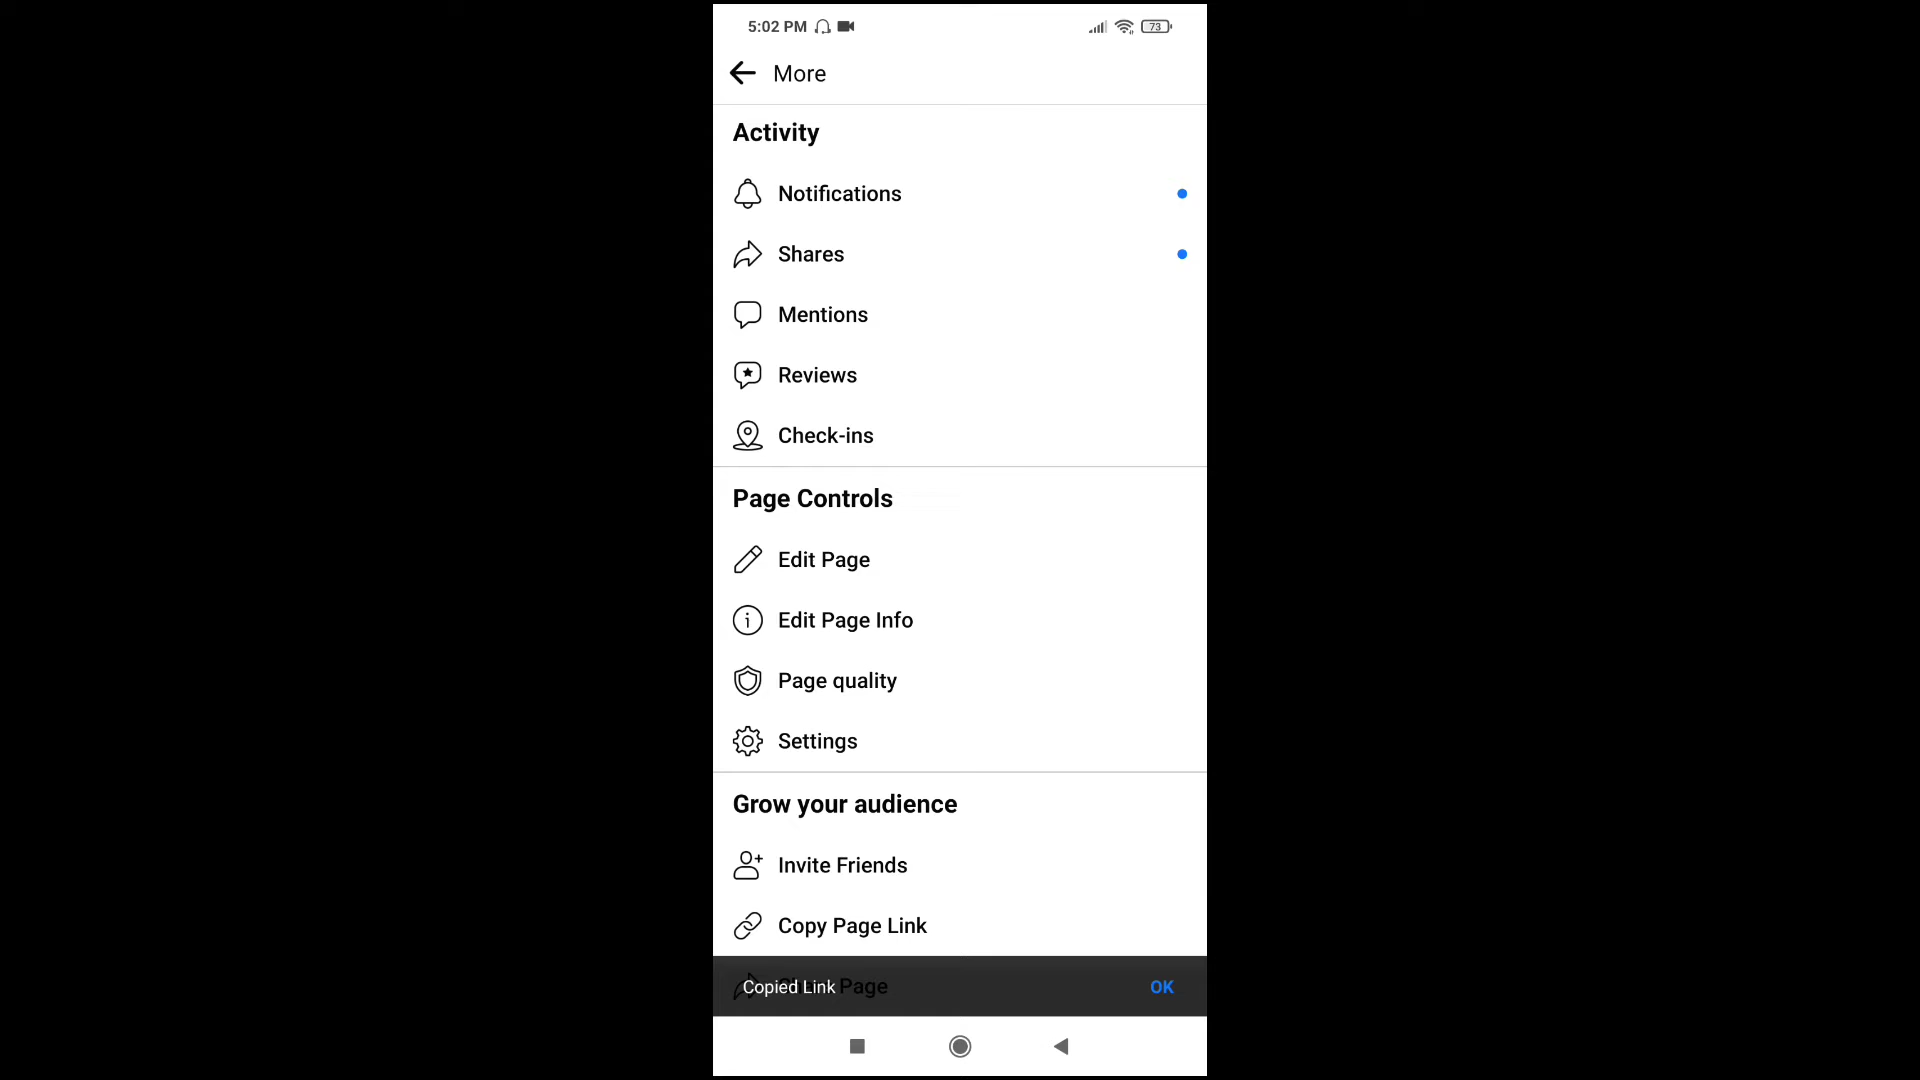 5:02 PM
73
More
Activity
Notifications
Shares
Mentions
Reviews
Check-ins
Page Controls
Edit Page
Edit Page Info
Page quality
Settings
Grow your audience
Invite Friends
Copy Page Link
Copied Link Page OK